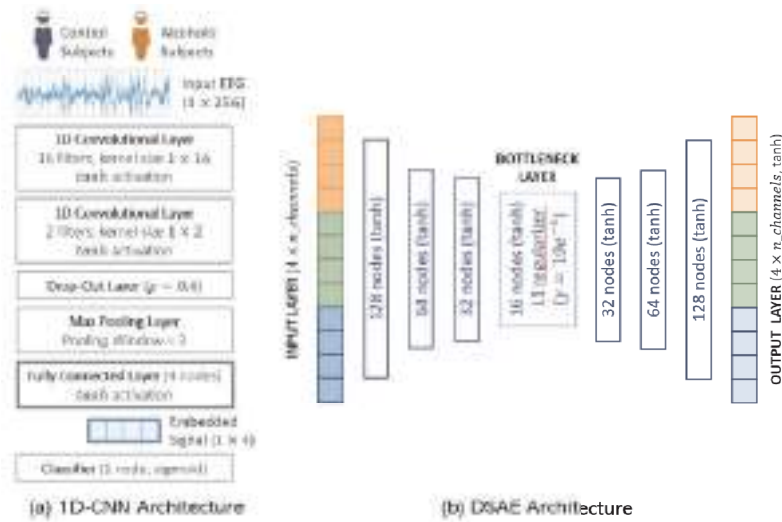 Control
Subjects
Alcoholic
Subjects
Input EEG
(1 × 256)
1D Convolutional Layer
16 filters, kernel size 1 × 16
tanh activation
1D Convolutional Layer
2 filters, kernel size 1 × 2
tanh activation
Drop-Out Layer
Max Pooling Layer
Pooling Window
Fully Connected Layer (4 nodes)
tanh activation
Embedded
Signal (1 × 4)
Classifier (1 node, sigmoid)
(a) 1D-CNN Architecture
INPUT LAYER (4 × n_channels)
128 nodes (tanh)
64 nodes (tanh)
32 nodes (tanh)
BOTTLENECK
LAYER
16 nodes (tanh)
L1 regularizer
32 nodes (tanh)
64 nodes (tanh)
128 nodes (tanh)
OUTPUT LAYER (4 × n_channels, tanh)
(b) DSAE Architecture